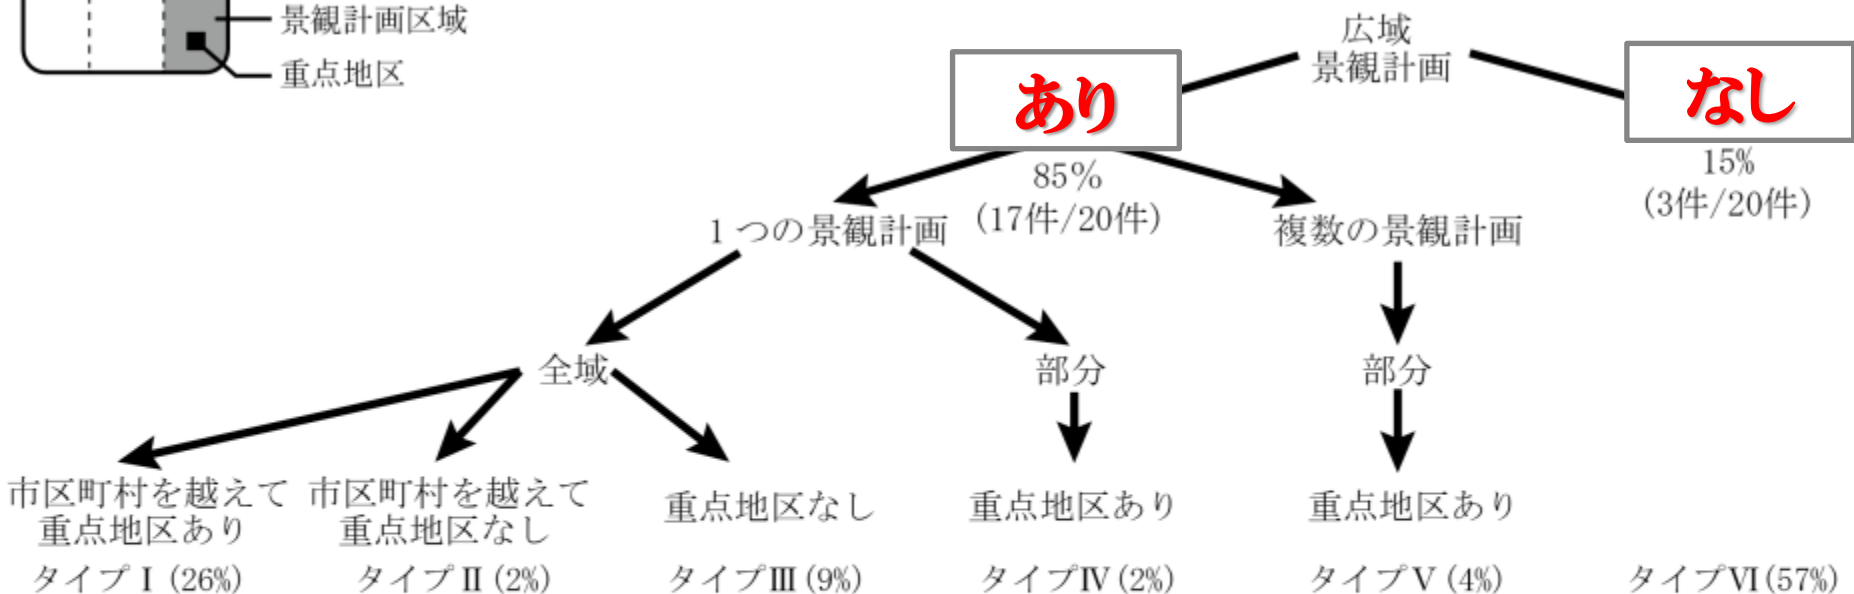 景観計画区域
重点地区
広域
景観計画
あり
なし
85%
(17件/20件)
15%
(3件/20件)
1つの景観計画
複数の景観計画
全域
部分
部分
市区町村を越えて
重点地区あり
市区町村を越えて
重点地区なし
重点地区なし
重点地区あり
重点地区あり
タイプⅠ(26%)
タイプⅡ(2%)
タイプⅢ(9%)
タイプⅣ(2%)
タイプⅤ(4%)
タイプⅥ(57%)